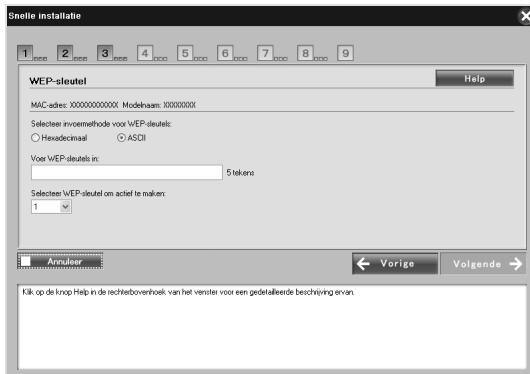 Snelle installatie
1 2 3 4 5 6 7 8 9
WEP-sleutel
Help
MAC-adres: XXXXXXXXXXXX Modelnaam: XXXXXXXX
Selecteer invoermethode voor WEP-sleutels:
Hexadecimaal ASCII
Voer WEP-sleutels in:
5 tekens
Selecteer WEP-sleutel om actief te maken:
1
Annuleer
Vorige
Volgende
Klik op de knop Help in de rechterbovenhoek van het venster voor een gedetailleerde beschrijving ervan.